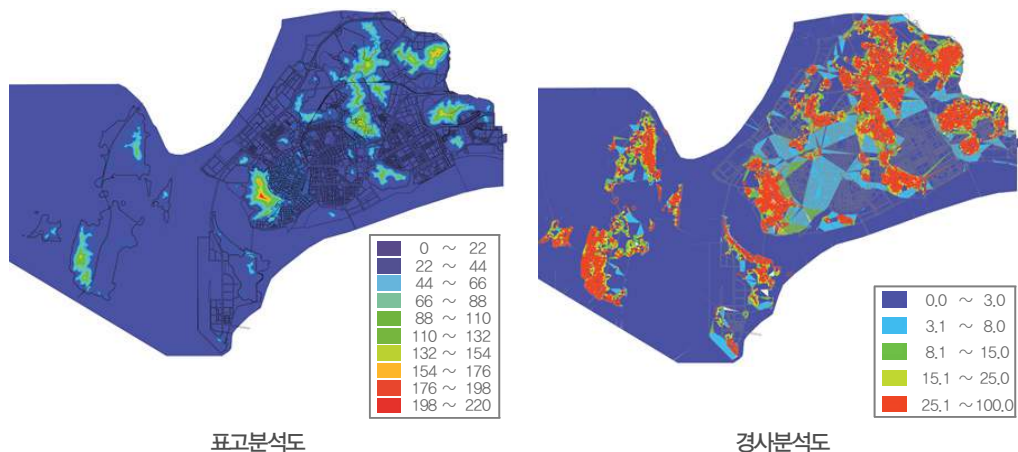 0 ~ 22
22 ~ 44
44 ~ 66
66 ~ 88
88 ~ 110
110 ~ 132
132 ~ 154
154 ~ 176
176 ~ 198
198 ~ 220
표고분석도
0.0 ~ 3.0
3.1 ~ 8.0
8.1 ~ 15.0
15.1 ~ 25.0
25.1 ~100.0
경사분석도